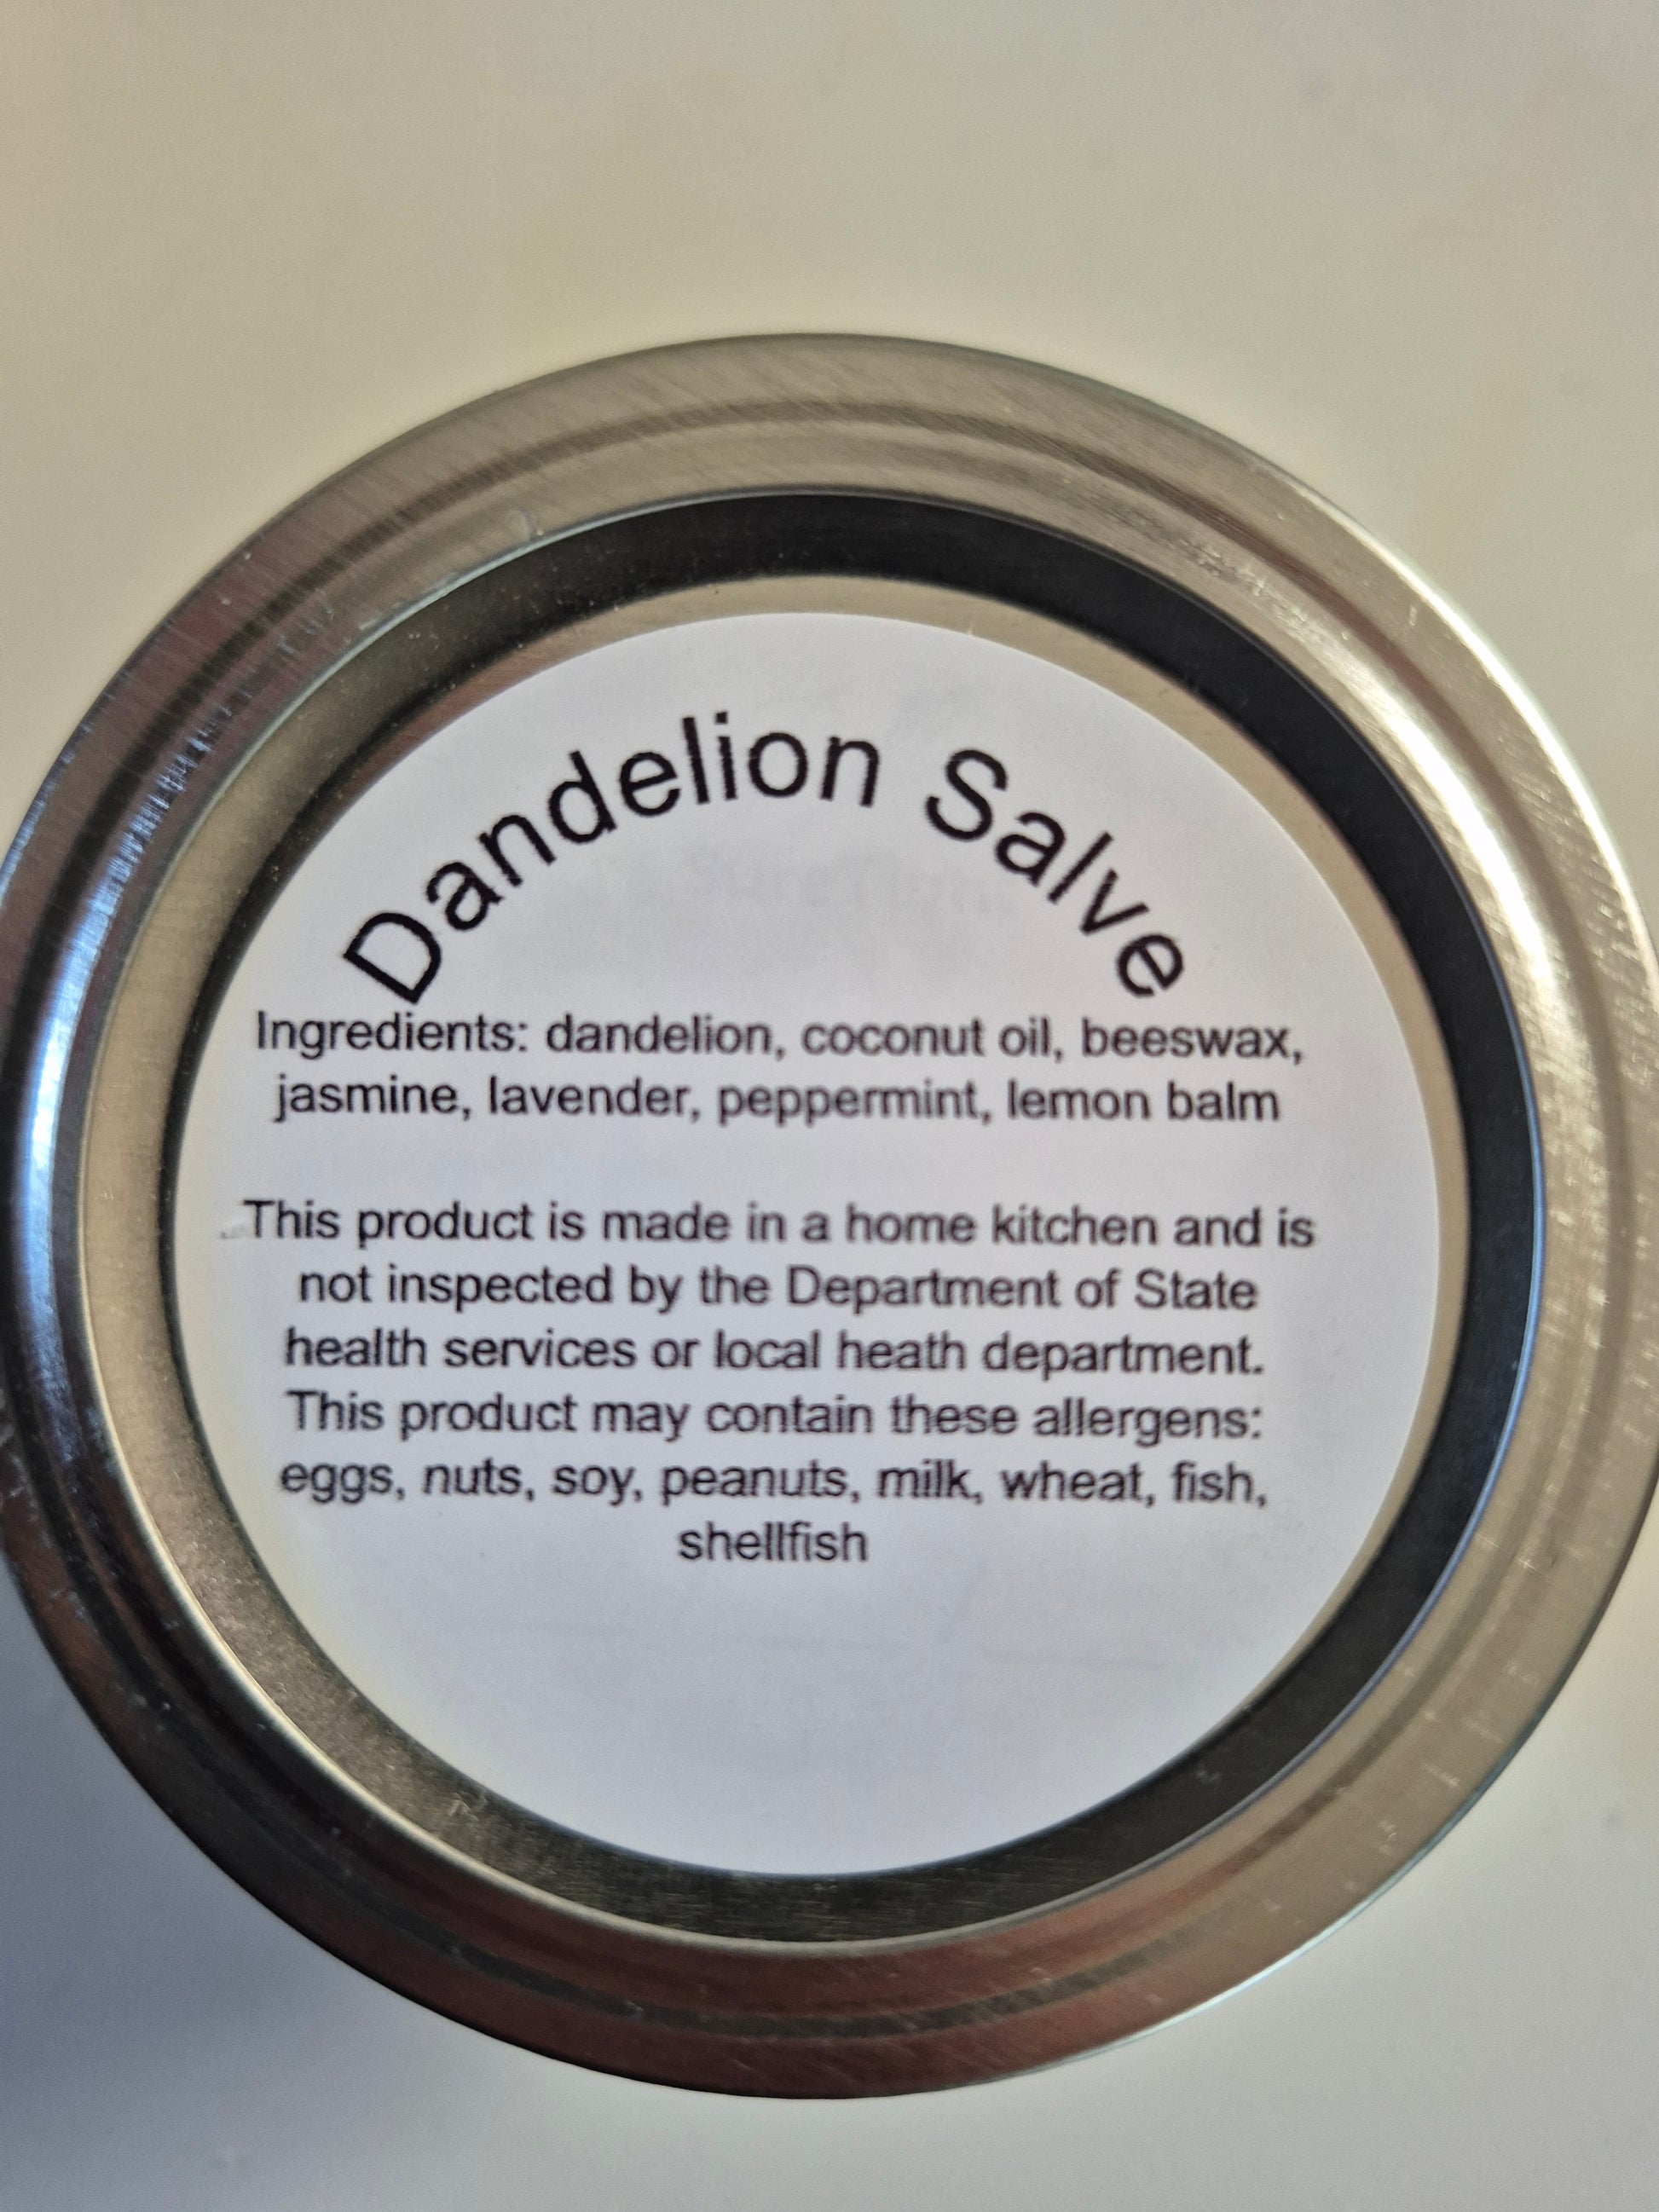 Dandelion Salve
Ingredients: dandelion, coconut oil, beeswax,
jasmine, lavender, peppermint, lemon balm
This product is made in a home kitchen and is
not inspected by the Department of State
health services or local heath department.
This product may contain these allergens:
eggs, nuts, soy, peanuts, milk, wheat, fish,
shellfish